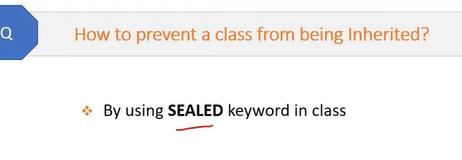 Q
How to prevent a class from being Inherited?
By using SEALED keyword in class